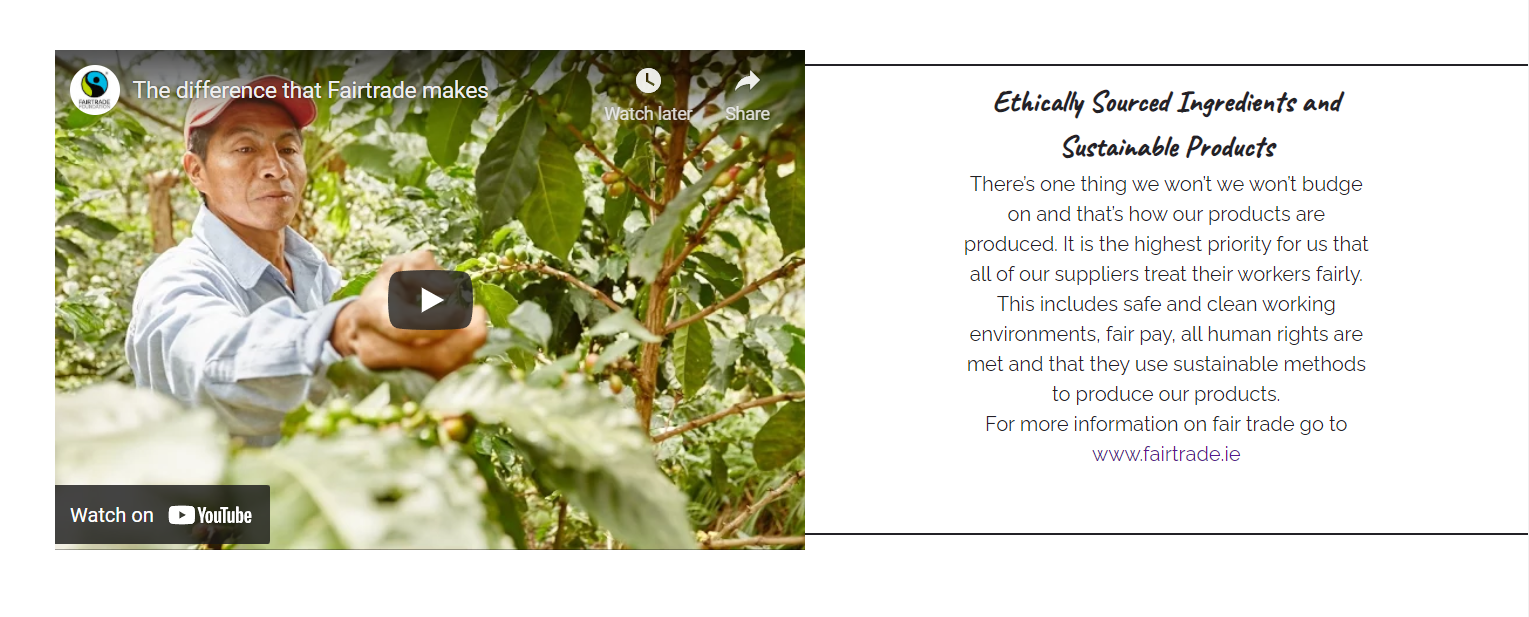 FAIRTRADE
FOUNDATION
The difference that Fairtrade makes
Watch later
Share
Watch on YouTube
Ethically Sourced Ingredients and
Sustainable Products
There's one thing we won't we won't budge
on and that's how our products are
produced. It is the highest priority for us that
all of our suppliers treat their workers fairly.
This includes safe and clean working
environments, fair pay, all human rights are
met and that they use sustainable methods
to produce our products.
For more information on fair trade go to
www.fairtrade.ie